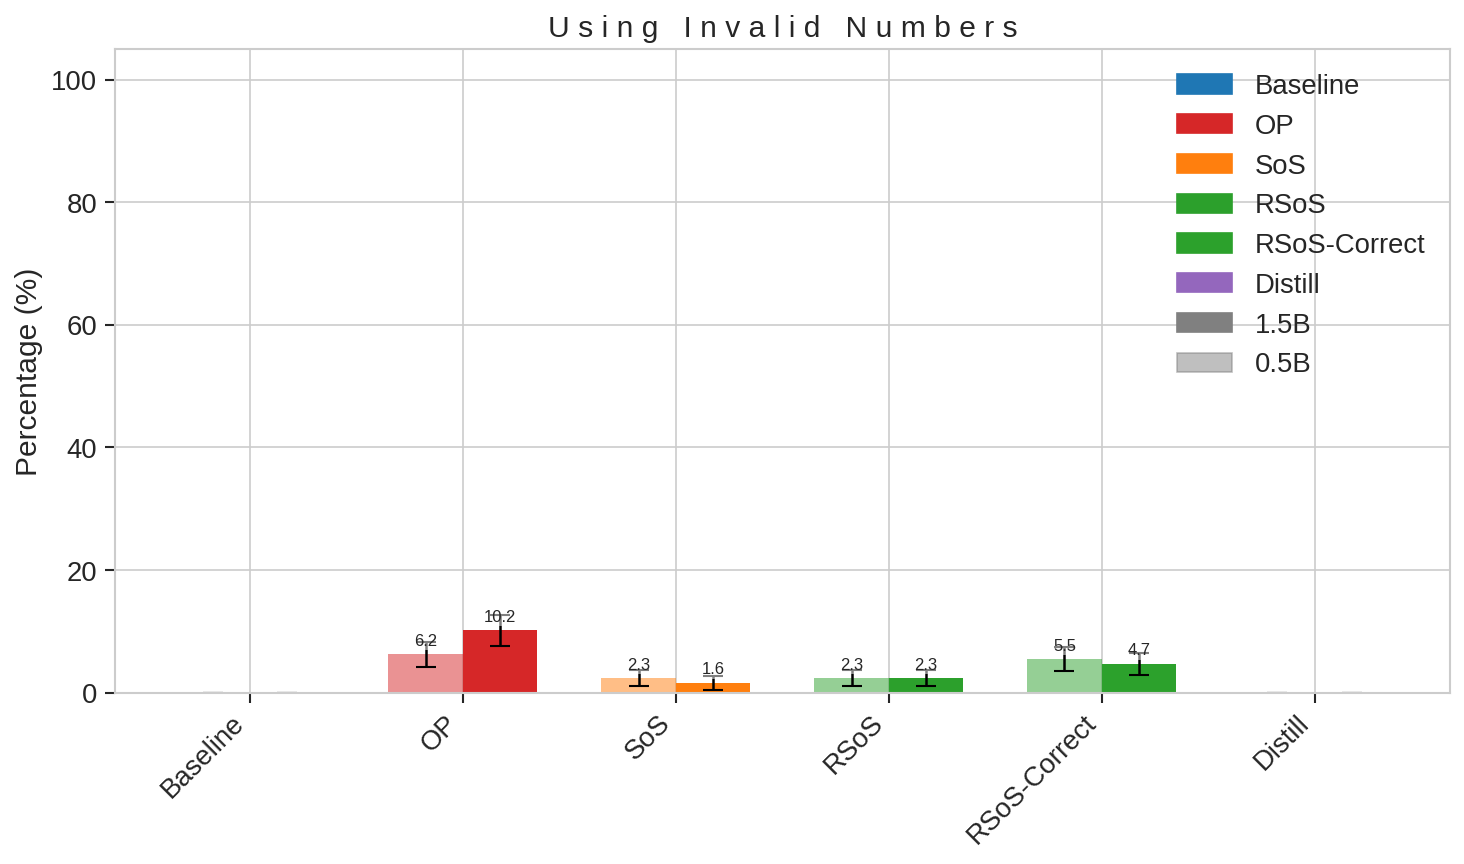 Using Invalid Numbers
Percentage (%)
100
80
60
40
20
0
Baseline
OP
SoS
RSoS
RSoS-Correct
Distill
1.5B
0.5B
6.2
10.2
2.3
1.6
2.3
2.3
5.5
4.7
Baseline
OP
SoS
RSoS
RSoS-Correct
Distill